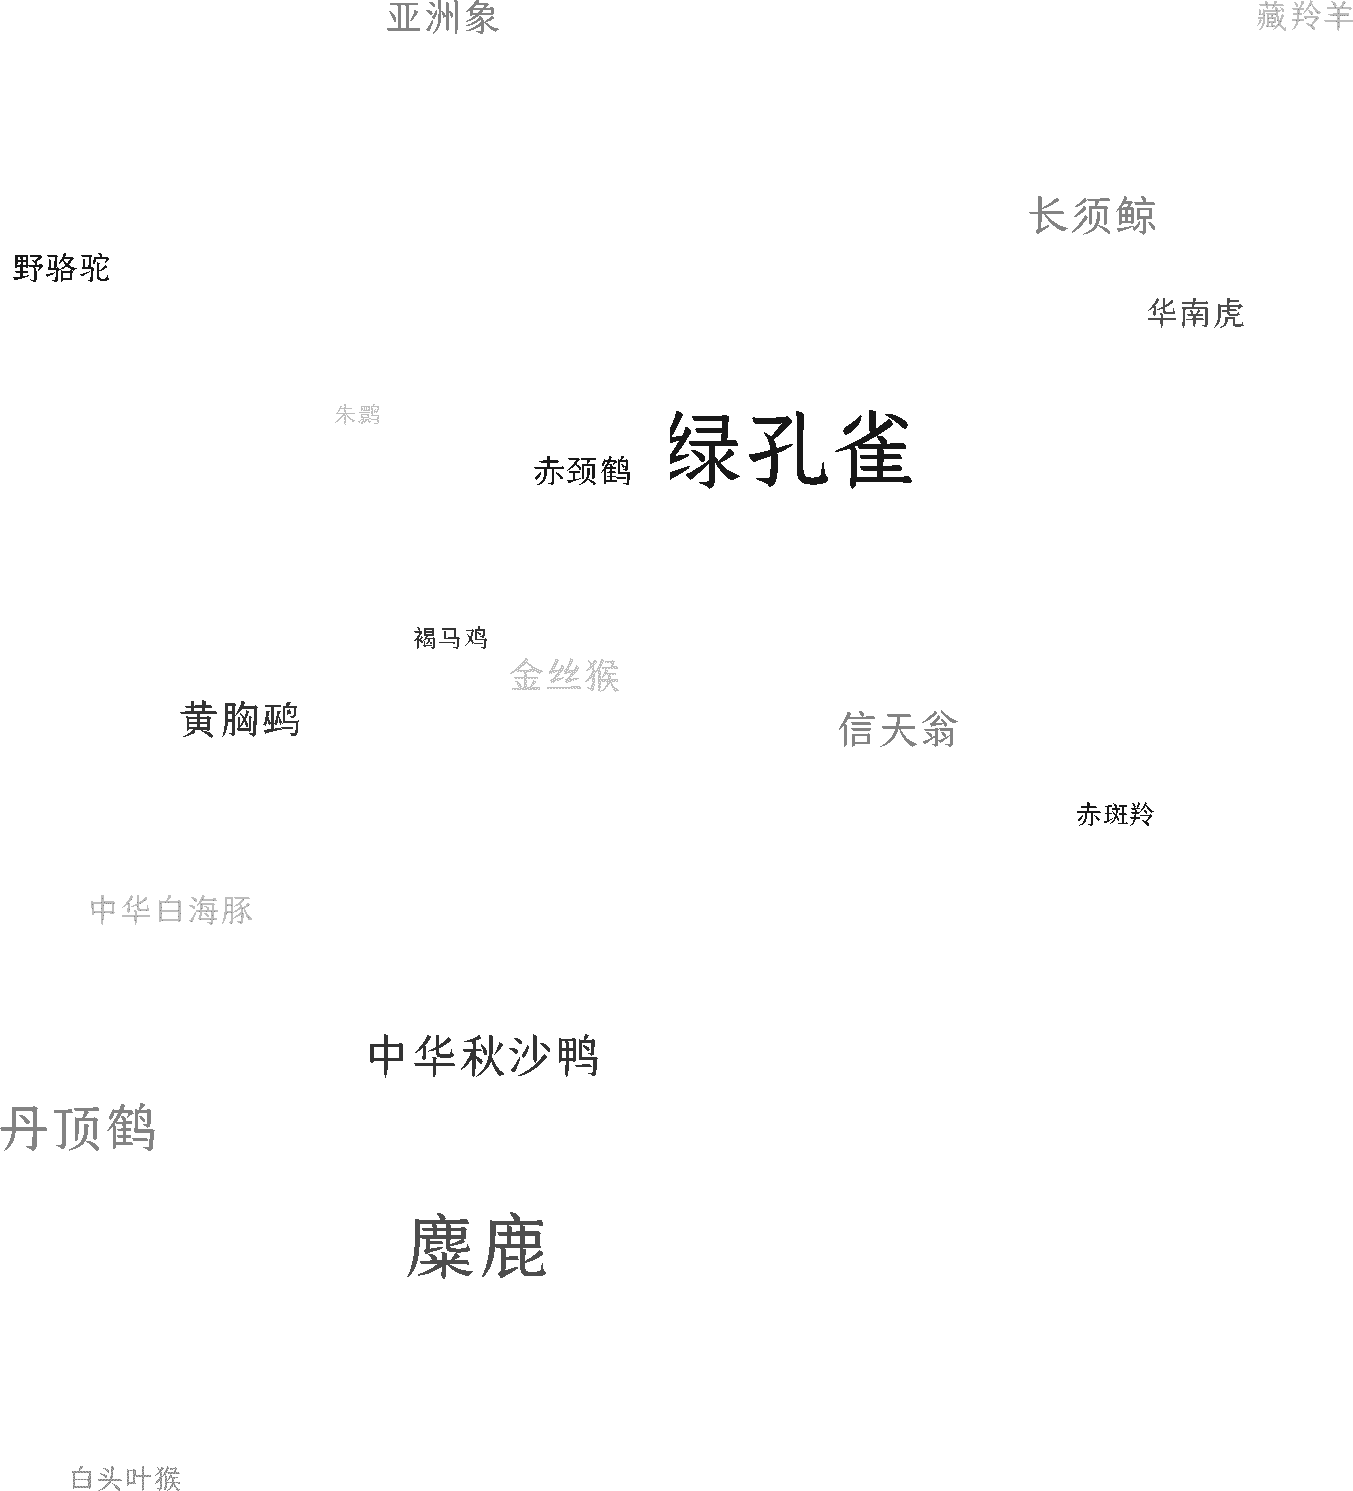 亚洲象
藏羚羊
长须鲸
野骆驼
华南虎
朱鹮
绿孔雀
赤颈鹤
褐马鸡
金丝猴
黄胸鹀
信天翁
赤斑羚
中华白海豚
中华秋沙鸭
丹顶鹤
麋鹿
白头叶猴